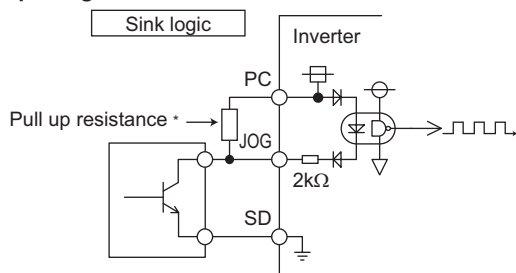 Sink logic
Inverter
PC
Pull up resistance *
JOG
2kΩ
SD